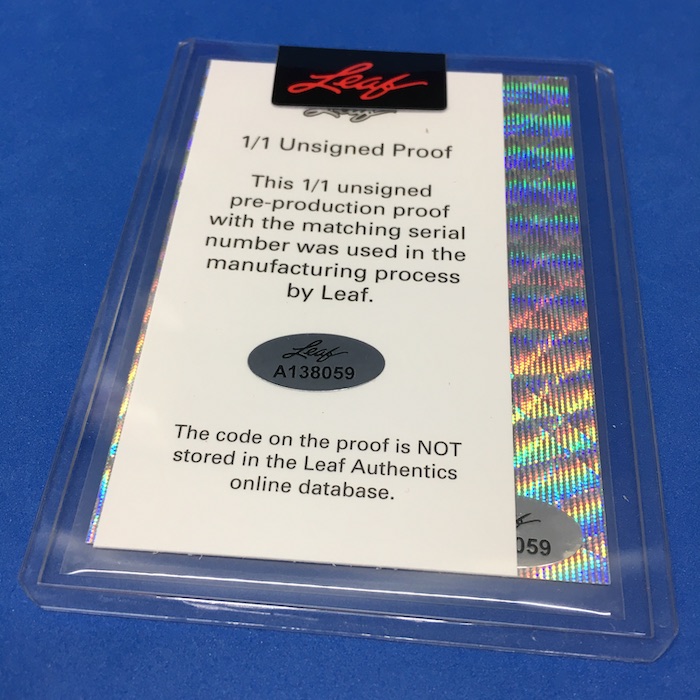 Leaf
1/1 Unsigned Proof
This 1/1 unsigned
pre-production proof
with the matching serial
number was used in the
manufacturing process
by Leaf.
Leaf
A138059
059
The code on the proof is NOT
stored in the Leaf Authentics
online database.